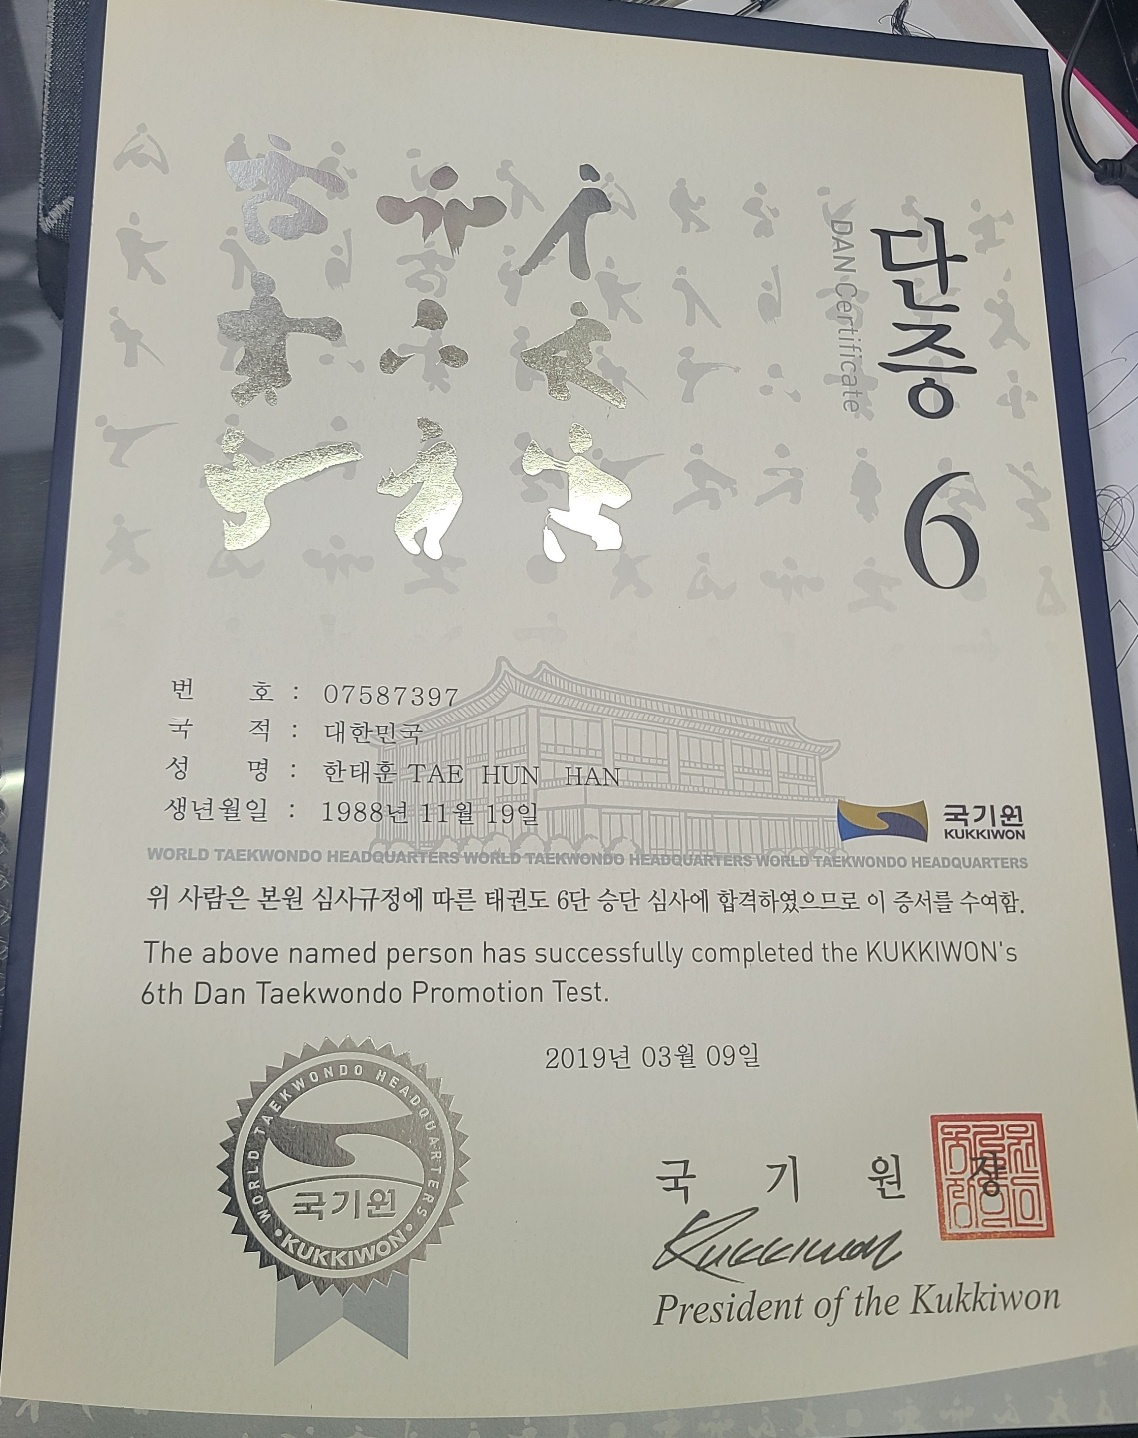 단증
DAN Certificate
6
번 호 : 07587397
국 적 : 대한민국
성 명 : 한태훈 TAE HUN HAN
생년월일 : 1988년 11월 19일
국기원
KUKKIWON
WORLD TAEKWONDO HEADQUARTERS WORLD TAEKWONDO HEADQUARTERS WORLD TAEKWONDO HEADQUARTERS
위 사람은 본원 심사규정에 따른 태권도 6단 승단 심사에 합격하였으므로 이 증서를 수여함.
The above named person has successfully completed the KUKKIWON's
6th Dan Taekwondo Promotion Test.
2019년 03월 09일
WORLD TAEKWONDO HEADQUARTERS
국기원
KUKKIWON
국 기 원 장
Kukkiwon
President of the Kukkiwon